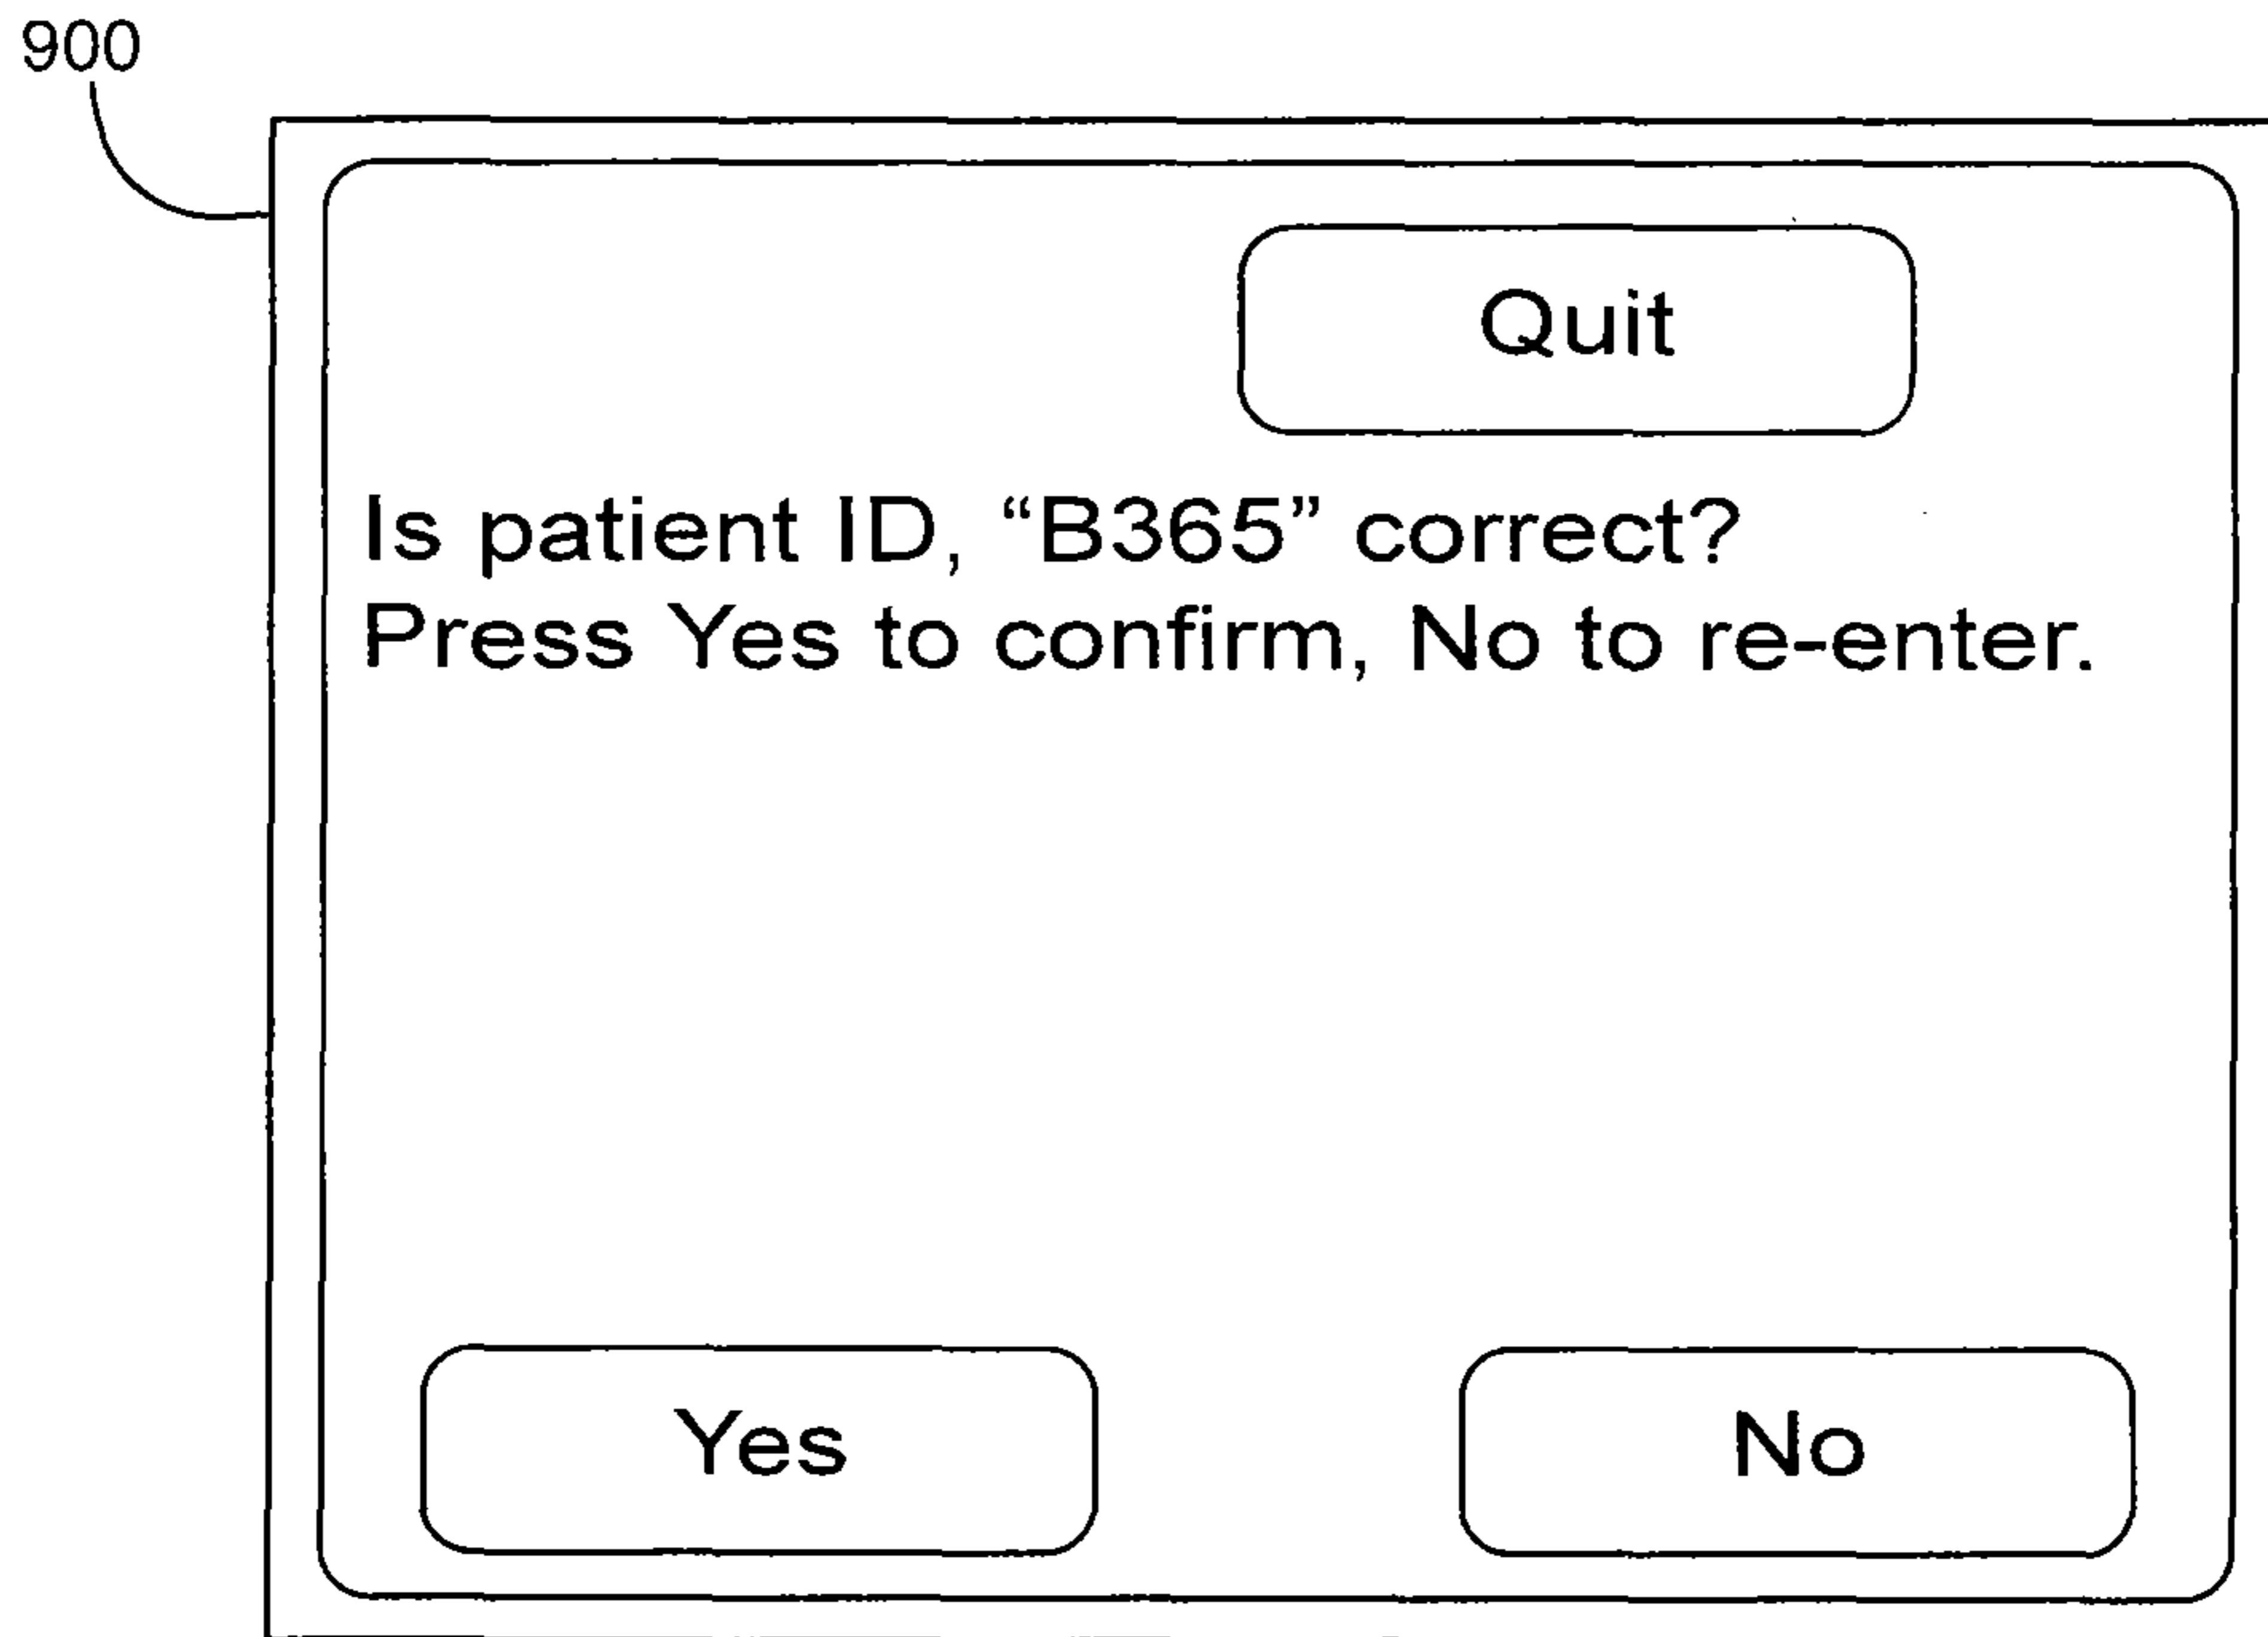 900
Quit
Is patient ID, “B365” correct?
Press Yes to confirm, No to re-enter.
Yes
No